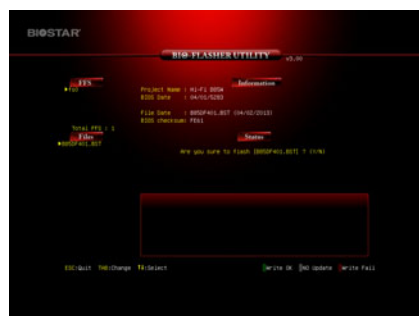 BIOSTAR
BIO-FLASHER UTILITY v3.00
FFS
fs0
Information
Project Name : Hi-Fi B85W
BIOS Date : 04/01/5283
File Date : B85DF401.BST (04/02/2013)
BIOS checksum: FE61
Total FFS : 1
Files
B85DF401.BST
Status
Are you sure to flash [B85DF401.BST] ? (Y/N)
ESC:Quit TAB:Change ↑↓:Select
Write OK NO Update Write Fail